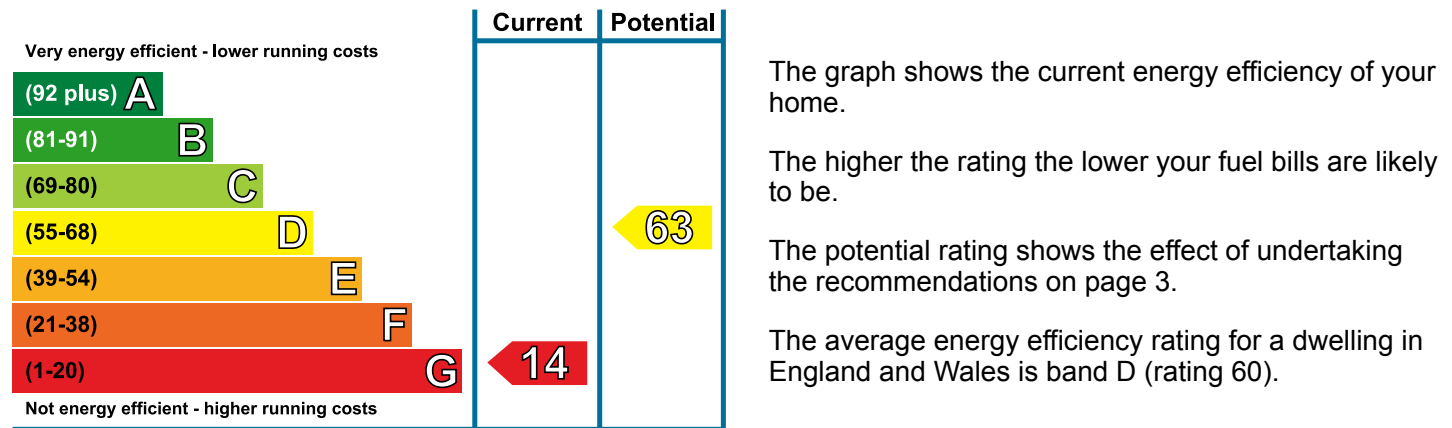 Current Potential
Very energy efficient - lower running costs
(92 plus) A
(81-91) B
(69-80) C
(55-68) D
63
(39-54) E
(21-38) F
(1-20) G
14
Not energy efficient - higher running costs
The graph shows the current energy efficiency of your
home.
The higher the rating the lower your fuel bills are likely
to be.
The potential rating shows the effect of undertaking
the recommendations on page 3.
The average energy efficiency rating for a dwelling in
England and Wales is band D (rating 60).